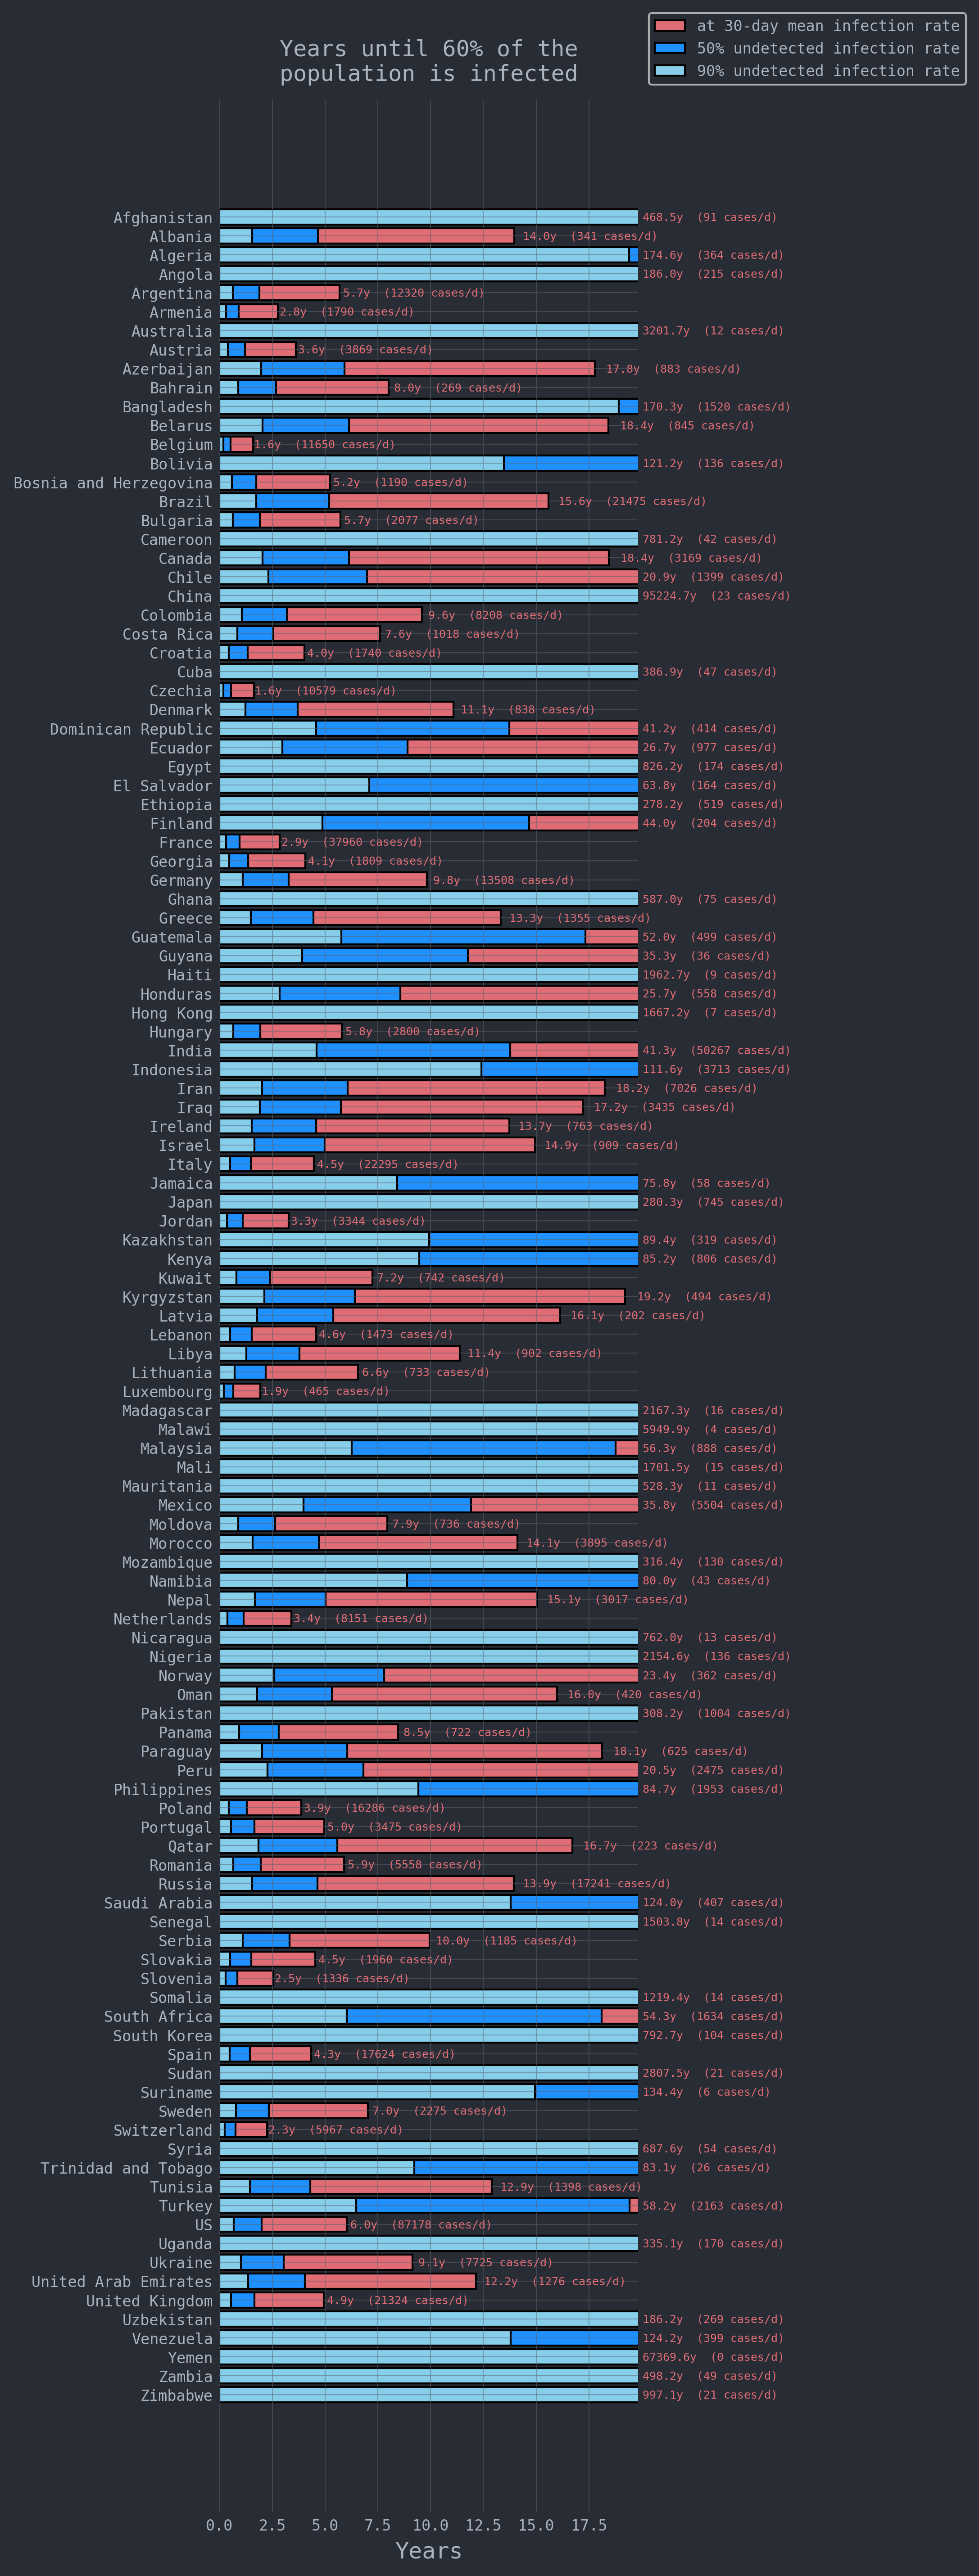 at 30-day mean infection rate
50% undetected infection rate
90% undetected infection rate
Years until 60% of the
population is infected
Afghanistan 468.5y (91 cases/d)
Albania 14.0y (341 cases/d)
Algeria 174.6y (364 cases/d)
Angola 186.0y (215 cases/d)
Argentina 5.7y (12320 cases/d)
Armenia 2.8y (1790 cases/d)
Australia 3201.7y (12 cases/d)
Austria 3.6y (3869 cases/d)
Azerbaijan 17.8y (883 cases/d)
Bahrain 8.0y (269 cases/d)
Bangladesh 170.3y (1520 cases/d)
Belarus 18.4y (845 cases/d)
Belgium 1.6y (11650 cases/d)
Bolivia 121.2y (136 cases/d)
Bosnia and Herzegovina 5.2y (1190 cases/d)
Brazil 15.6y (21475 cases/d)
Bulgaria 5.7y (2077 cases/d)
Cameroon 781.2y (42 cases/d)
Canada 18.4y (3169 cases/d)
Chile 20.9y (1399 cases/d)
China 95224.7y (23 cases/d)
Colombia 9.6y (8208 cases/d)
Costa Rica 7.6y (1018 cases/d)
Croatia 4.0y (1740 cases/d)
Cuba 386.9y (47 cases/d)
Czechia 1.6y (10579 cases/d)
Denmark 11.1y (838 cases/d)
Dominican Republic 41.2y (414 cases/d)
Ecuador 26.7y (977 cases/d)
Egypt 826.2y (174 cases/d)
El Salvador 63.8y (164 cases/d)
Ethiopia 278.2y (519 cases/d)
Finland 44.0y (204 cases/d)
France 2.9y (37960 cases/d)
Georgia 4.1y (1809 cases/d)
Germany 9.8y (13508 cases/d)
Ghana 587.0y (75 cases/d)
Greece 13.3y (1355 cases/d)
Guatemala 52.0y (499 cases/d)
Guyana 35.3y (36 cases/d)
Haiti 1962.7y (9 cases/d)
Honduras 25.7y (558 cases/d)
Hong Kong 1667.2y (7 cases/d)
Hungary 5.8y (2800 cases/d)
India 41.3y (50267 cases/d)
Indonesia 111.6y (3713 cases/d)
Iran 18.2y (7026 cases/d)
Iraq 17.2y (3435 cases/d)
Ireland 13.7y (763 cases/d)
Israel 14.9y (909 cases/d)
Italy 4.5y (22295 cases/d)
Jamaica 75.8y (58 cases/d)
Japan 280.3y (745 cases/d)
Jordan 3.3y (3344 cases/d)
Kazakhstan 89.4y (319 cases/d)
Kenya 85.2y (806 cases/d)
Kuwait 7.2y (742 cases/d)
Kyrgyzstan 19.2y (494 cases/d)
Latvia 16.1y (202 cases/d)
Lebanon 4.6y (1473 cases/d)
Libya 11.4y (902 cases/d)
Lithuania 6.6y (733 cases/d)
Luxembourg 1.9y (465 cases/d)
Madagascar 2167.3y (16 cases/d)
Malawi 5949.9y (4 cases/d)
Malaysia 56.3y (888 cases/d)
Mali 1701.5y (15 cases/d)
Mauritania 528.3y (11 cases/d)
Mexico 35.8y (5504 cases/d)
Moldova 7.9y (736 cases/d)
Morocco 14.1y (3895 cases/d)
Mozambique 316.4y (130 cases/d)
Namibia 80.0y (43 cases/d)
Nepal 15.1y (3017 cases/d)
Netherlands 3.4y (8151 cases/d)
Nicaragua 762.0y (13 cases/d)
Nigeria 2154.6y (136 cases/d)
Norway 23.4y (362 cases/d)
Oman 16.0y (420 cases/d)
Pakistan 308.2y (1004 cases/d)
Panama 8.5y (722 cases/d)
Paraguay 18.1y (625 cases/d)
Peru 20.5y (2475 cases/d)
Philippines 84.7y (1953 cases/d)
Poland 3.9y (16286 cases/d)
Portugal 5.0y (3475 cases/d)
Qatar 16.7y (223 cases/d)
Romania 5.9y (5558 cases/d)
Russia 13.9y (17241 cases/d)
Saudi Arabia 124.0y (407 cases/d)
Senegal 1503.8y (14 cases/d)
Serbia 10.0y (1185 cases/d)
Slovakia 4.5y (1960 cases/d)
Slovenia 2.5y (1336 cases/d)
Somalia 1219.4y (14 cases/d)
South Africa 54.3y (1634 cases/d)
South Korea 792.7y (104 cases/d)
Spain 4.3y (17624 cases/d)
Sudan 2807.5y (21 cases/d)
Suriname 134.4y (6 cases/d)
Sweden 7.0y (2275 cases/d)
Switzerland 2.3y (5967 cases/d)
Syria 687.6y (54 cases/d)
Trinidad and Tobago 83.1y (26 cases/d)
Tunisia 12.9y (1398 cases/d)
Turkey 58.2y (2163 cases/d)
US 6.0y (87178 cases/d)
Uganda 335.1y (170 cases/d)
Ukraine 9.1y (7725 cases/d)
United Arab Emirates 12.2y (1276 cases/d)
United Kingdom 4.9y (21324 cases/d)
Uzbekistan 186.2y (269 cases/d)
Venezuela 124.2y (399 cases/d)
Yemen 67369.6y (0 cases/d)
Zambia 498.2y (49 cases/d)
Zimbabwe 997.1y (21 cases/d)
0.0 2.5 5.0 7.5 10.0 12.5 15.0 17.5
Years